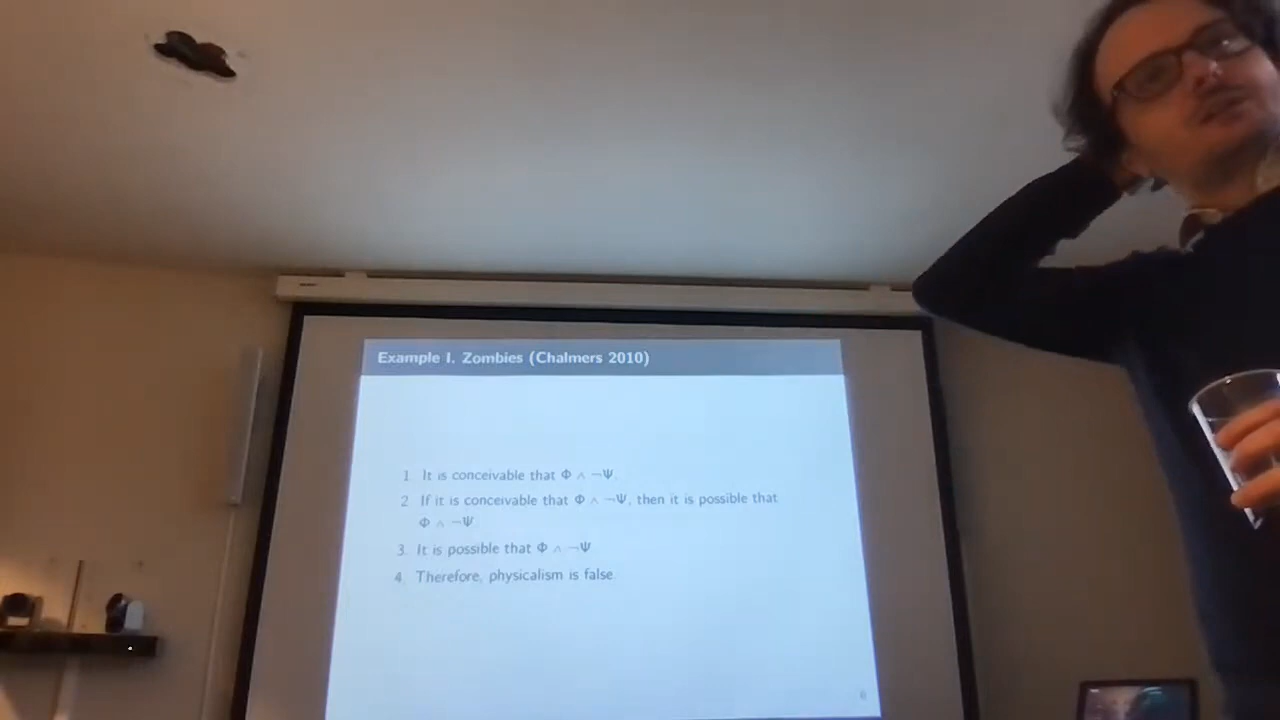 Example I. Zombies (Chalmers 2010)
1. It is conceivable that Φ ∧ ¬Ψ.
2. If it is conceivable that Φ ∧ ¬Ψ, then it is possible that
Φ ∧ ¬Ψ.
3. It is possible that Φ ∧ ¬Ψ
4. Therefore, physicalism is false.